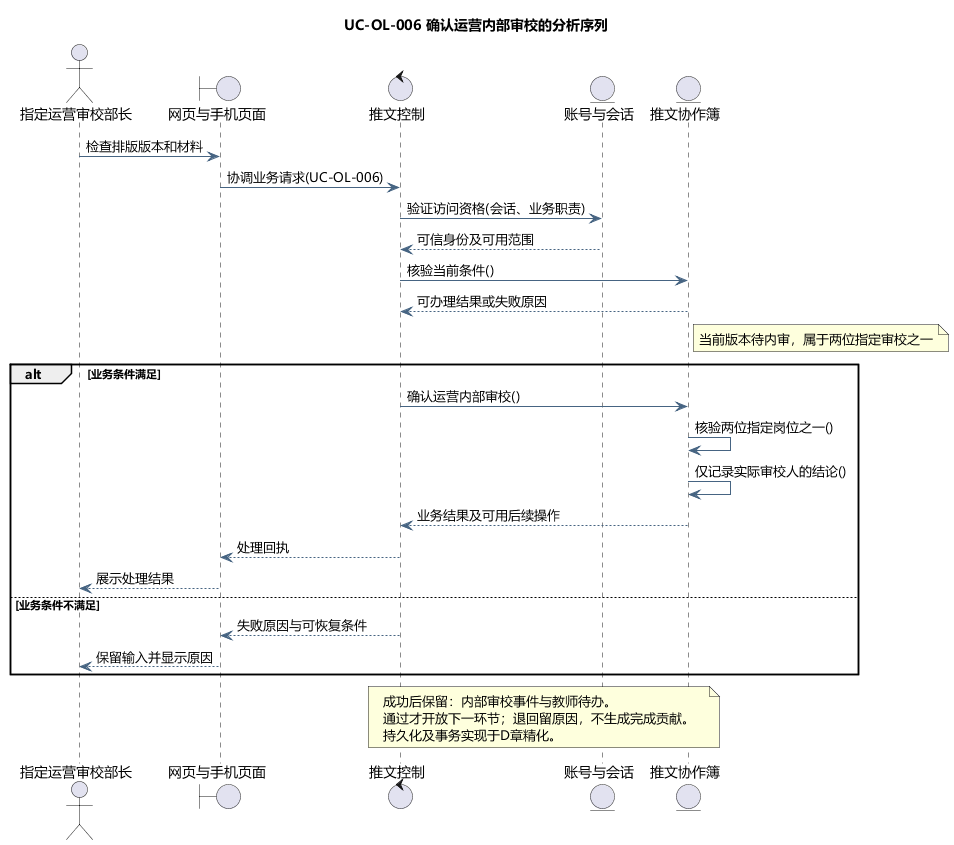 UC-OL-006 确认运营内部审校的分析序列
指定运营审校部长
网页与手机页面
推文控制
账号与会话
推文协作簿
检查排版版本和材料
协调业务请求(UC-OL-006)
验证访问资格(会话、业务职责)
可信身份及可用范围
核验当前条件()
可办理结果或失败原因
当前版本待内审，属于两位指定审校之一
alt
[业务条件满足]
确认运营内部审校()
核验两位指定岗位之一()
仅记录实际审校人的结论()
业务结果及可用后续操作
处理回执
展示处理结果
[业务条件不满足]
失败原因与可恢复条件
保留输入并显示原因
成功后保留：内部审校事件与教师待办。
通过才开放下一环节；退回留原因，不生成完成贡献。
持久化及事务实现于D章精化。
指定运营审校部长
网页与手机页面
推文控制
账号与会话
推文协作簿